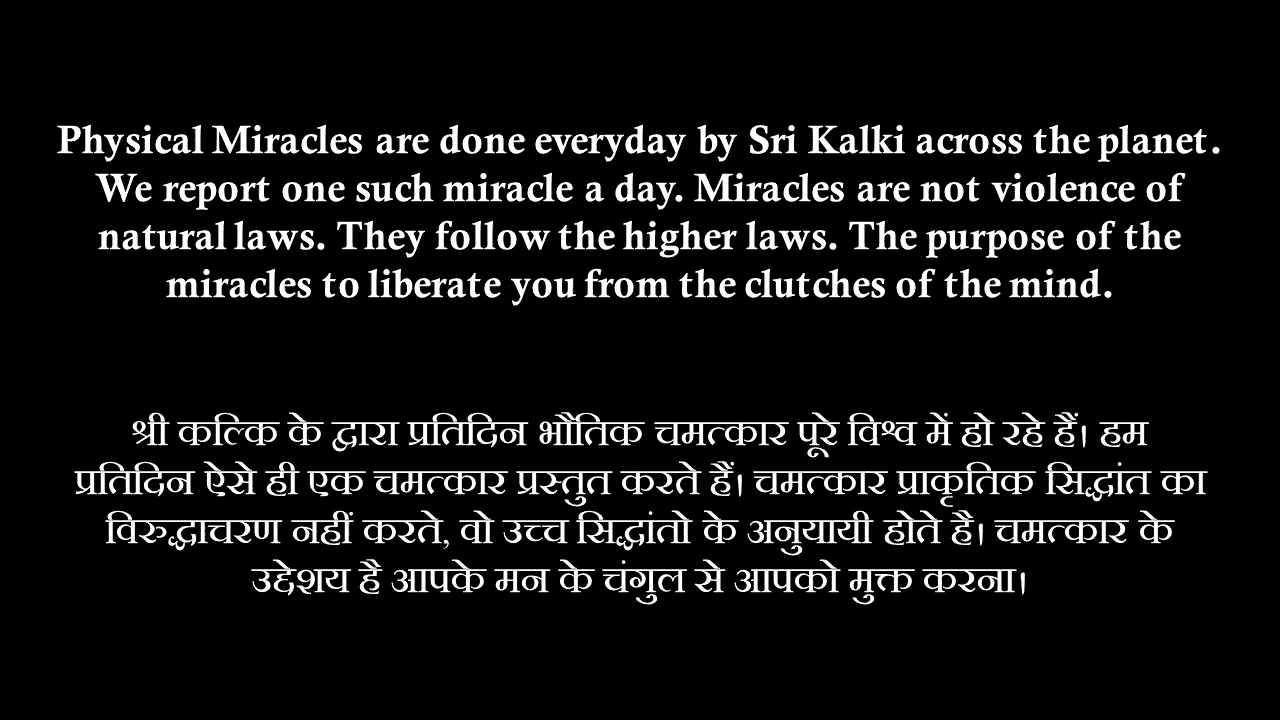 Physical Miracles are done everyday by Sri Kalki across the planet.
We report one such miracle a day. Miracles are not violence of
natural laws. They follow the higher laws. The purpose of the
miracles to liberate you from the clutches of the mind.
श्री कल्कि के द्वारा प्रतिदिन भौतिक चमत्कार पूरे विश्व में हो रहे हैं। हम
प्रतिदिन ऐसे ही एक चमत्कार प्रस्तुत करते हैं। चमत्कार प्राकृतिक सिद्धांत का
विरुद्धाचरण नहीं करते, वो उच्च सिद्धांतो के अनुयायी होते है। चमत्कार के
उद्देशय है आपके मन के चंगुल से आपको मुक्त करना।